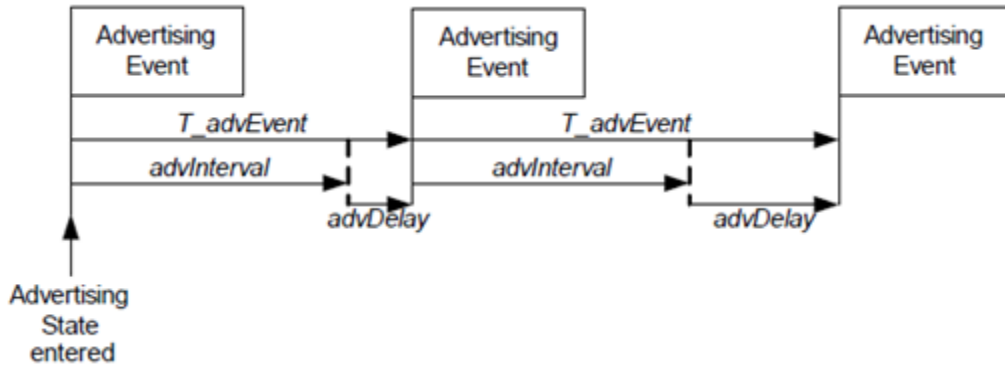 Advertising
Event
Advertising
Event
Advertising
Event
T_advEvent
T_advEvent
advInterval
advInterval
advDelay
advDelay
Advertising
State
entered